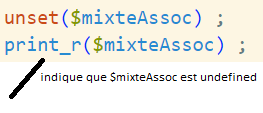 unset($mixteAssoc) ;
print_r($mixteAssoc) ;
indique que $mixteAssoc est undefined